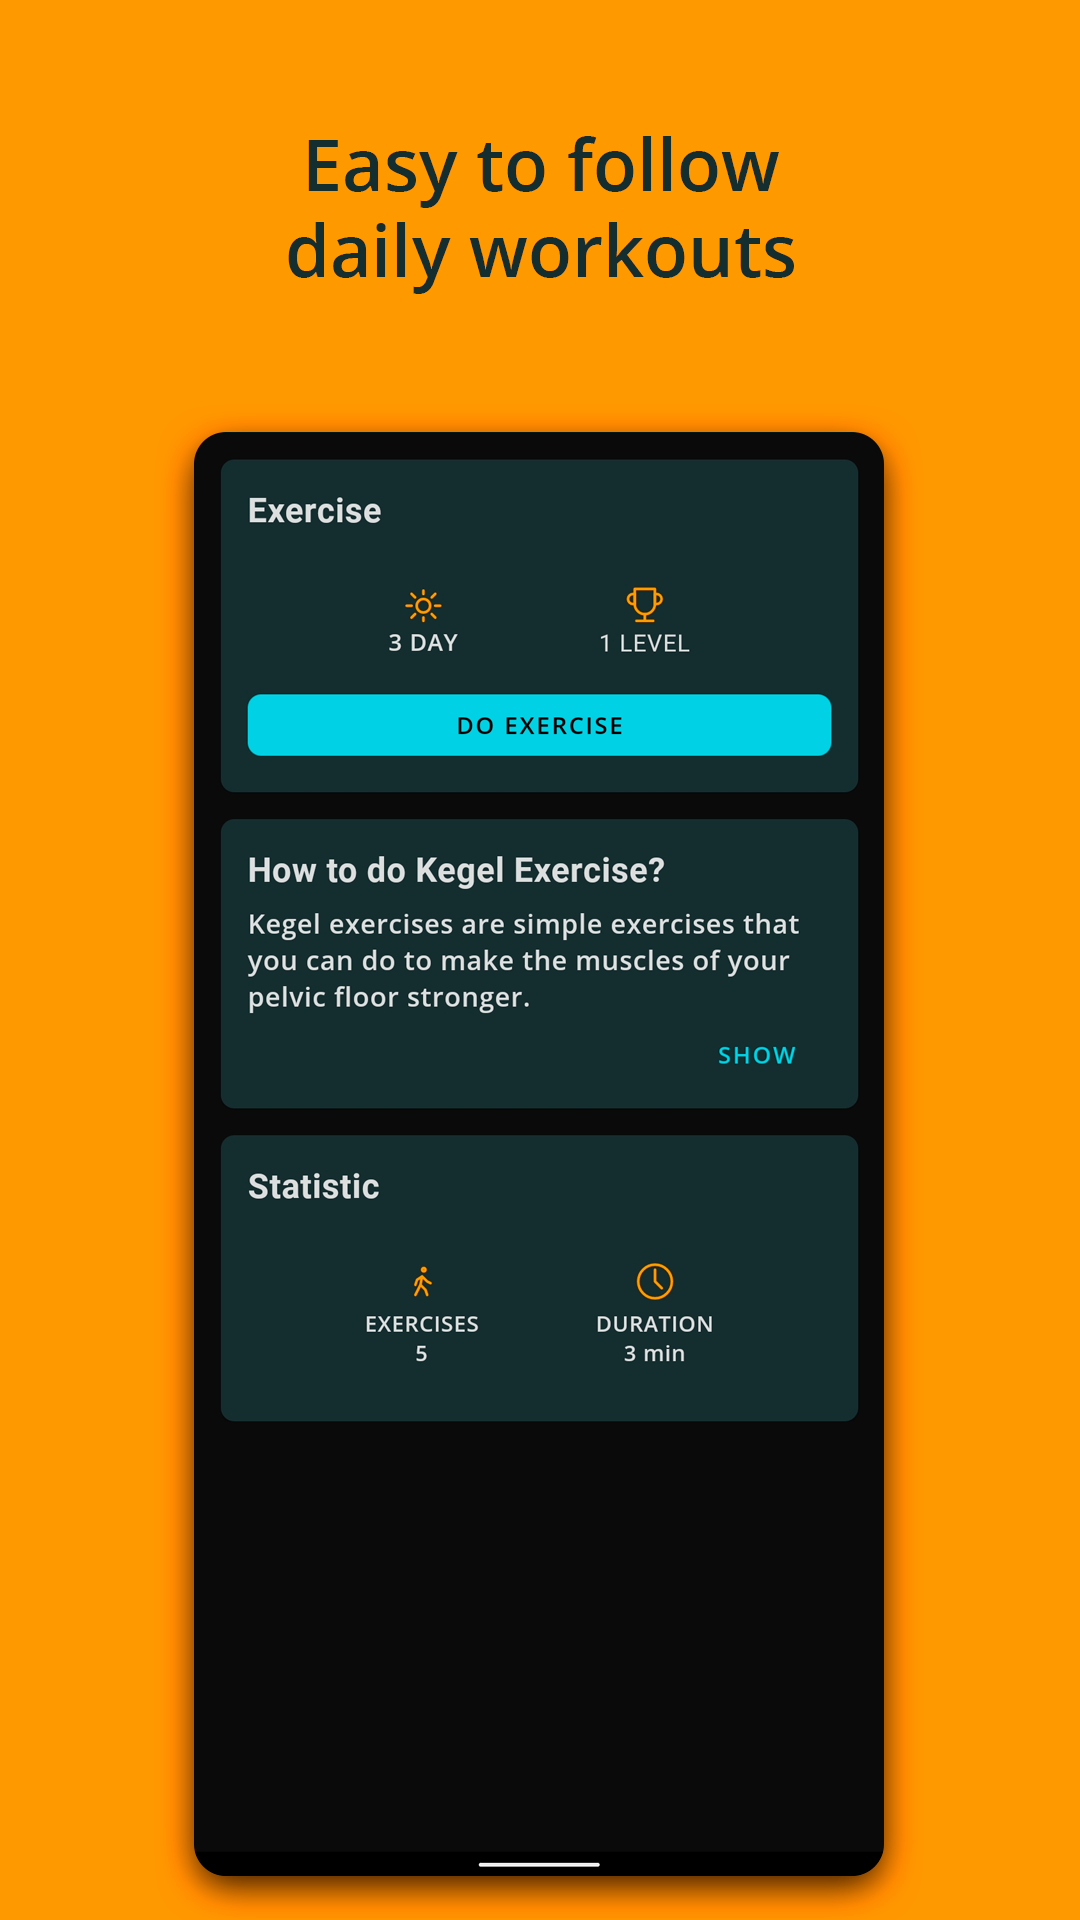 Easy to follow
daily workouts
Exercise
3 DAY
1 LEVEL
DO EXERCISE
How to do Kegel Exercise?
Kegel exercises are simple exercises that
you can do to make the muscles of your
pelvic floor stronger.
SHOW
Statistic
EXERCISES
5
DURATION
3 min